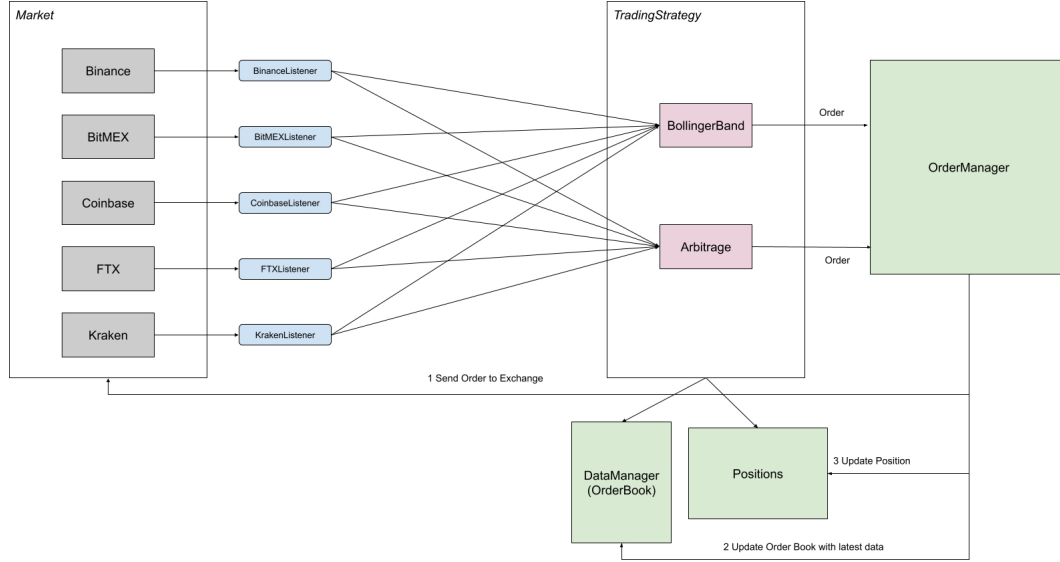 Market
TradingStrategy
Binance
BinanceListener
BollingerBand
Order
BitMEX
BitMEXListener
OrderManager
Coinbase
CoinbaseListener
Arbitrage
Order
FTX
FTXListener
Kraken
KrakenListener
1 Send Order to Exchange
DataManager
(OrderBook)
Positions
3 Update Position
2 Update Order Book with latest data